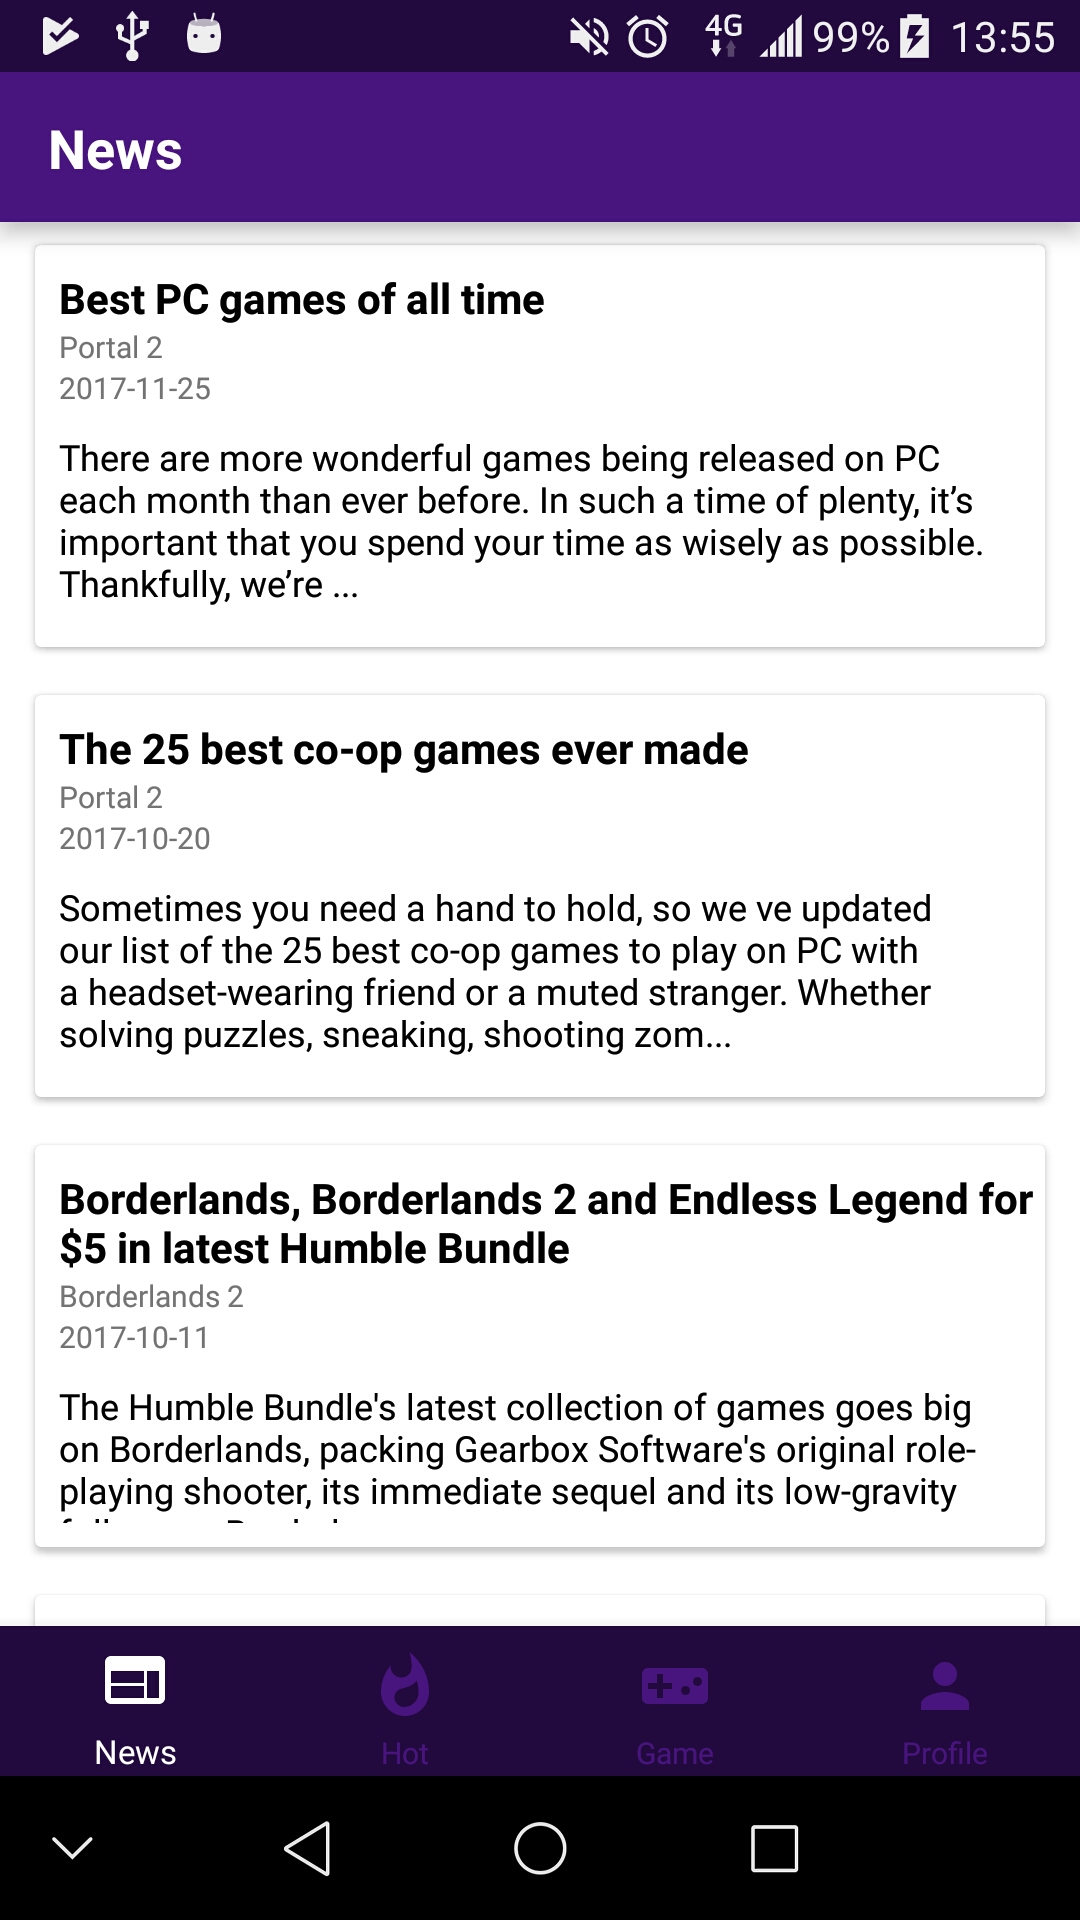 4G 99% 13:55
News
Best PC games of all time
Portal 2
2017-11-25
There are more wonderful games being released on PC
each month than ever before. In such a time of plenty, it’s
important that you spend your time as wisely as possible.
Thankfully, we’re ...
The 25 best co-op games ever made
Portal 2
2017-10-20
Sometimes you need a hand to hold, so we ve updated
our list of the 25 best co-op games to play on PC with
a headset-wearing friend or a muted stranger. Whether
solving puzzles, sneaking, shooting zom...
Borderlands, Borderlands 2 and Endless Legend for
$5 in latest Humble Bundle
Borderlands 2
2017-10-11
The Humble Bundle's latest collection of games goes big
on Borderlands, packing Gearbox Software's original role-
playing shooter, its immediate sequel and its low-gravity
News
Hot
Game
Profile